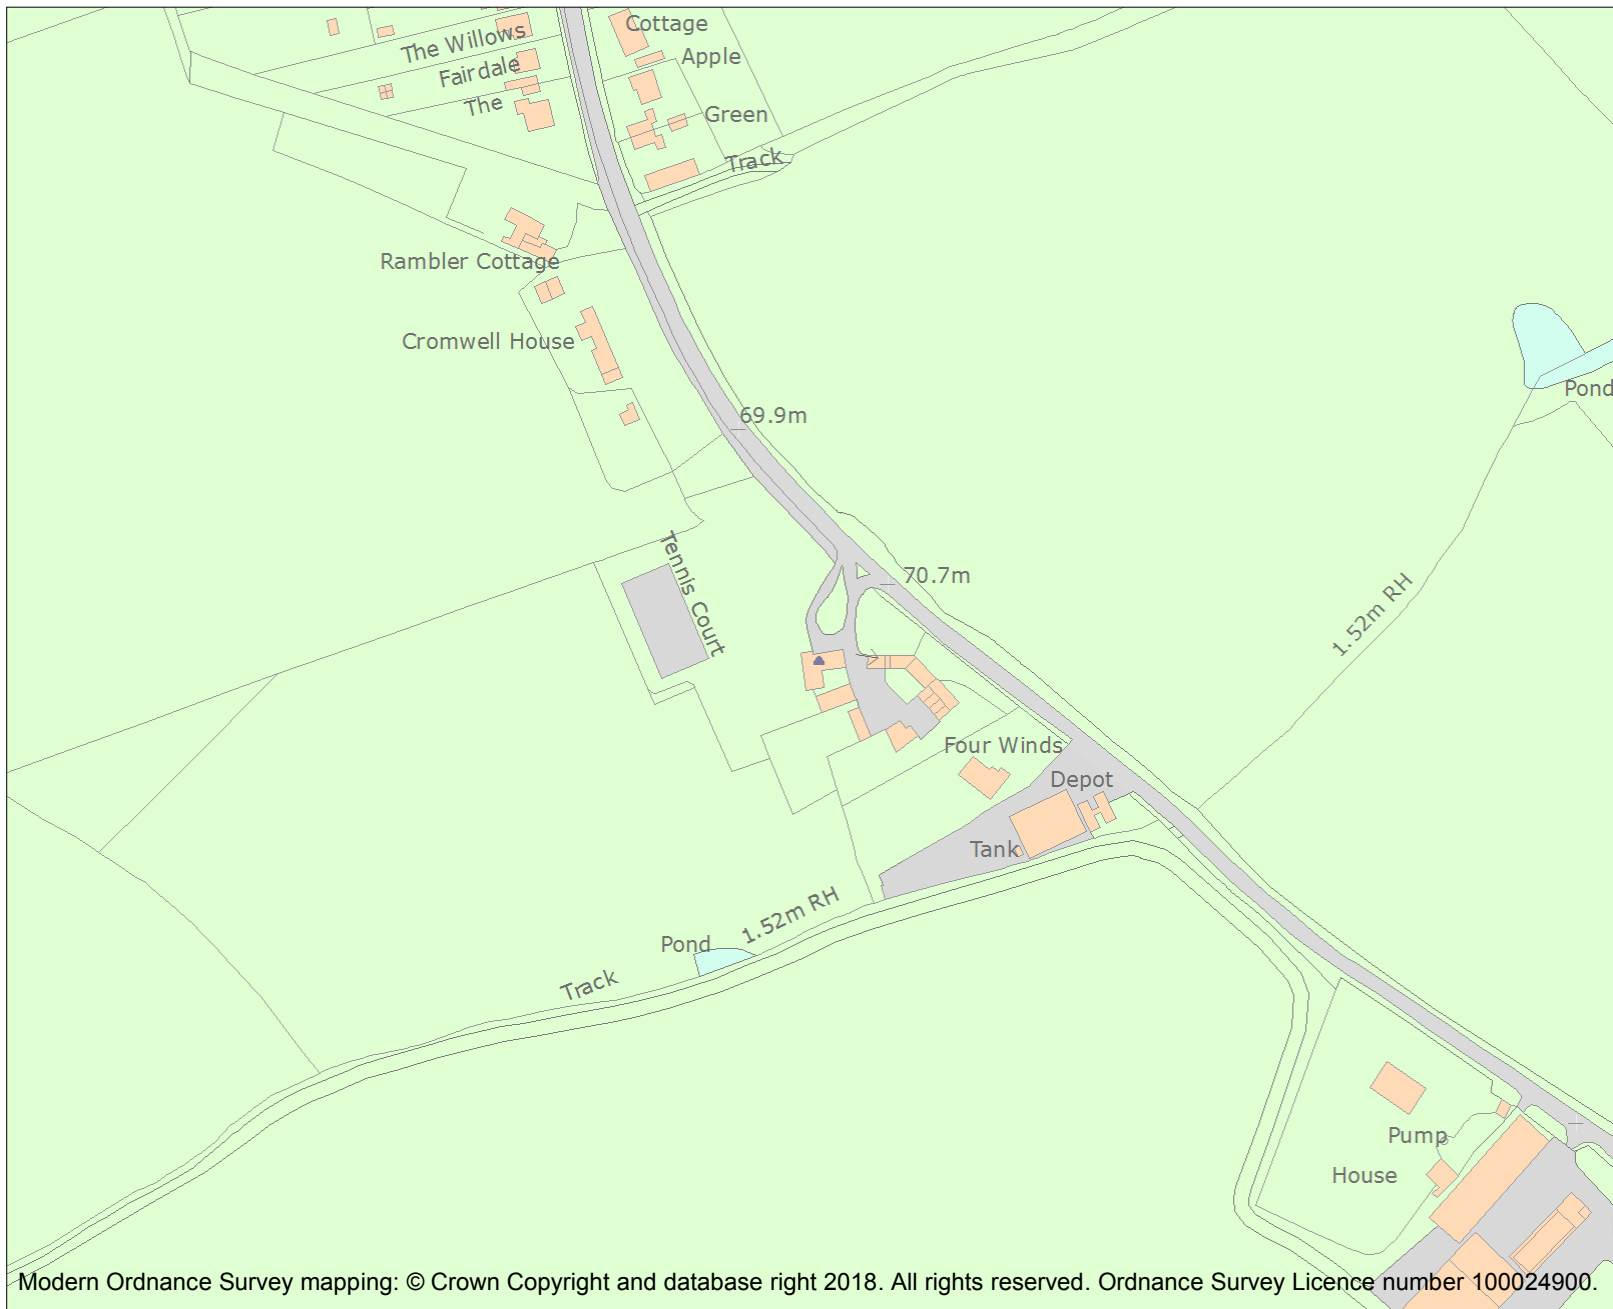 Cottage
The Willows
Apple
Fairdale
The
Green
Track
Rambler Cottage
Cromwell House
Pond
69.9m
Tennis Court
70.7m
1.52m RH
Four Winds
Depot
Tank
1.52m RH
Pond
Track
Pump
House
Modern Ordnance Survey mapping: © Crown Copyright and database right 2018. All rights reserved. Ordnance Survey Licence number 100024900.